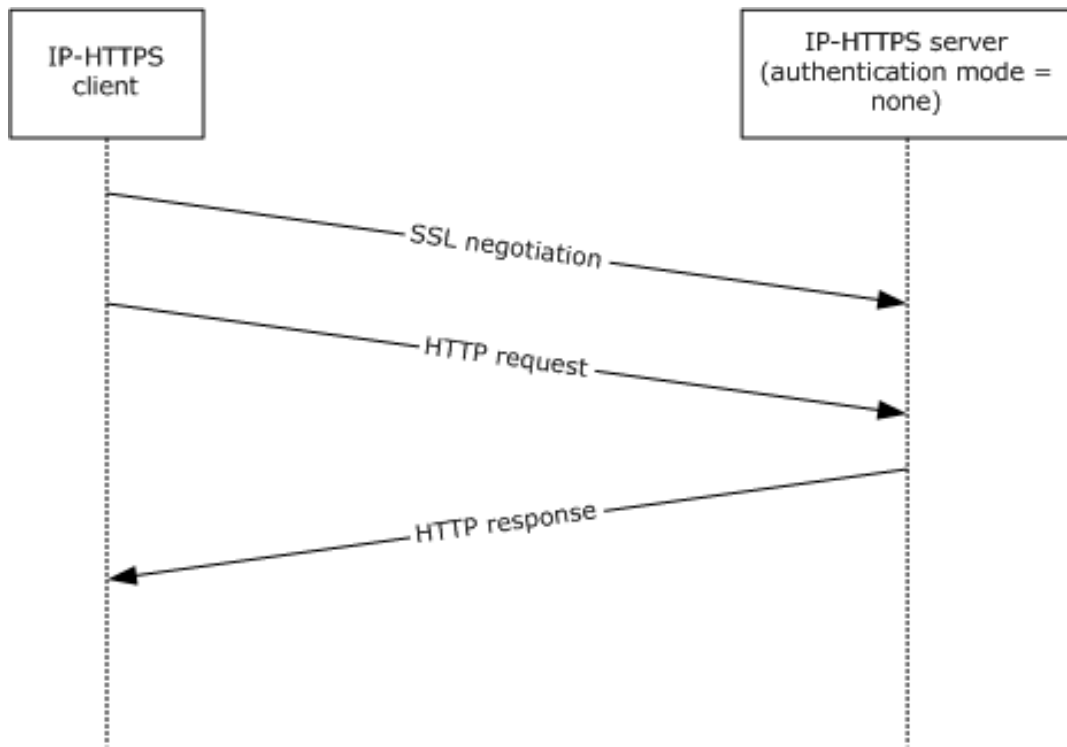 IP-HTTPS
client
IP-HTTPS server
(authentication mode =
none)
SSL negotiation
HTTP request
HTTP response